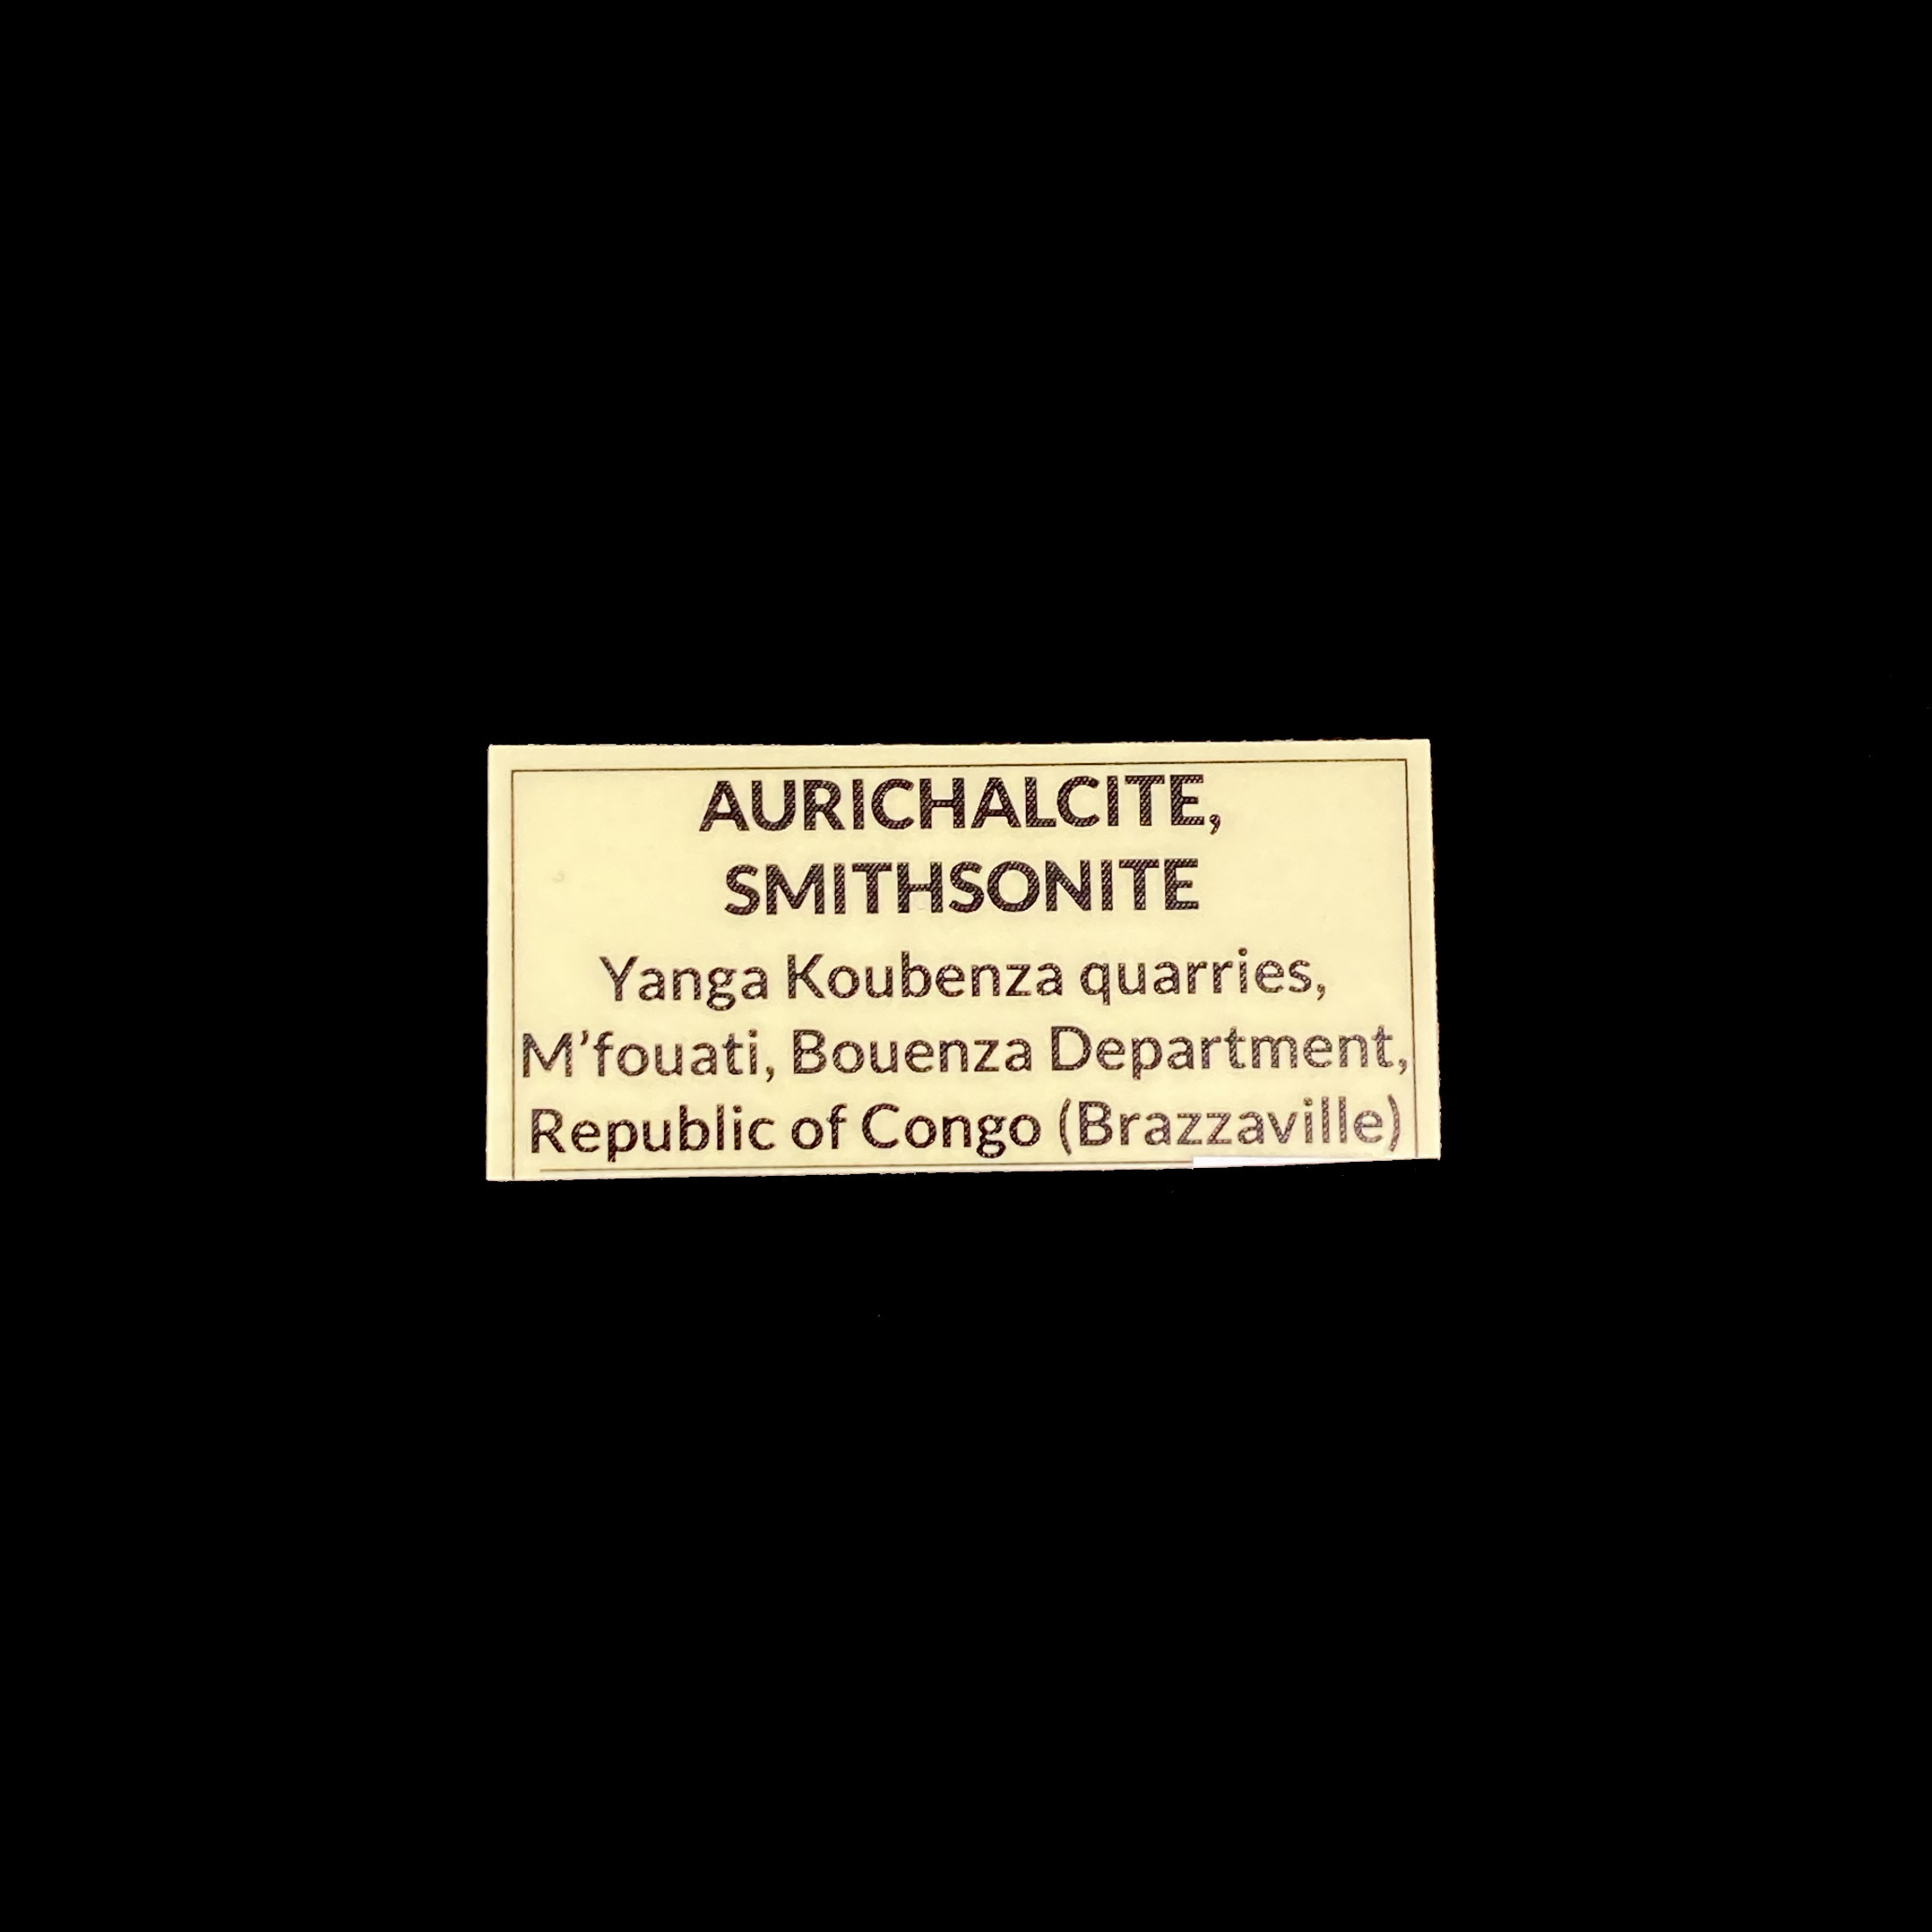 AURICHALCITE,
SMITHSONITE
Yanga Koubenza quarries,
M’fouati, Bouenza Department,
Republic of Congo (Brazzaville)